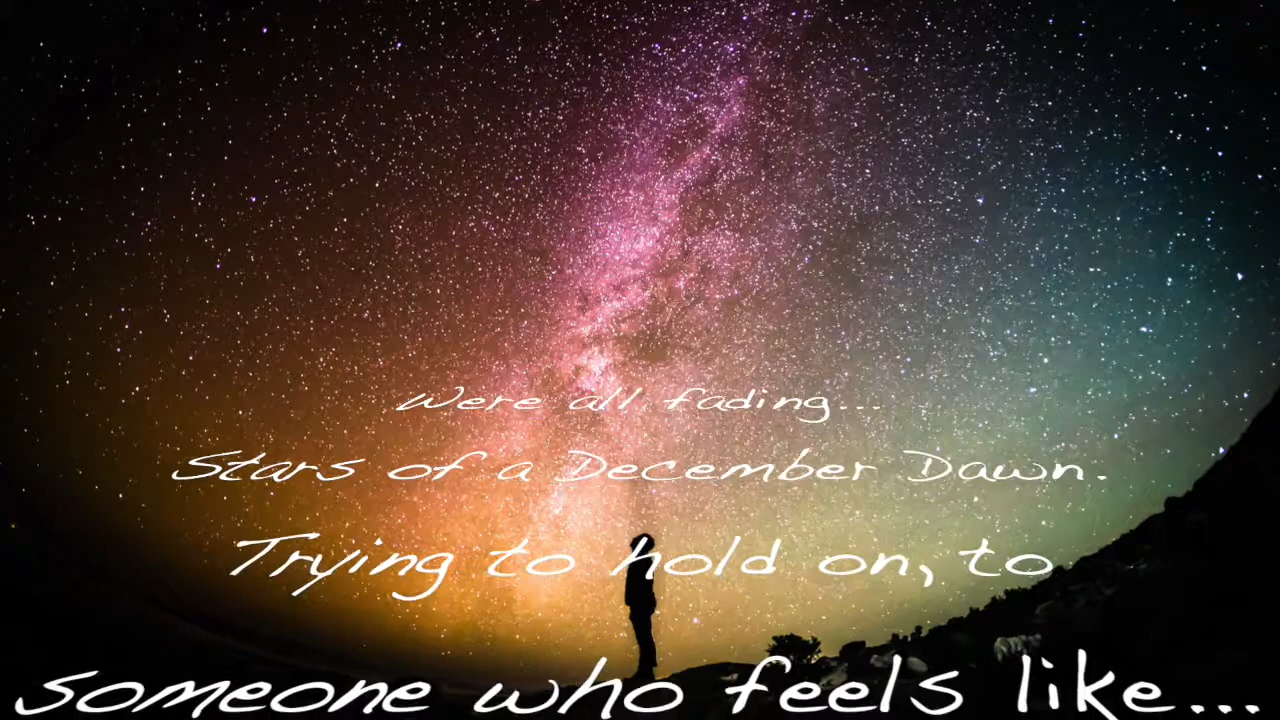 Were all fading...
Stars of a December Dawn.
Trying to hold on, to
someone who feels like...